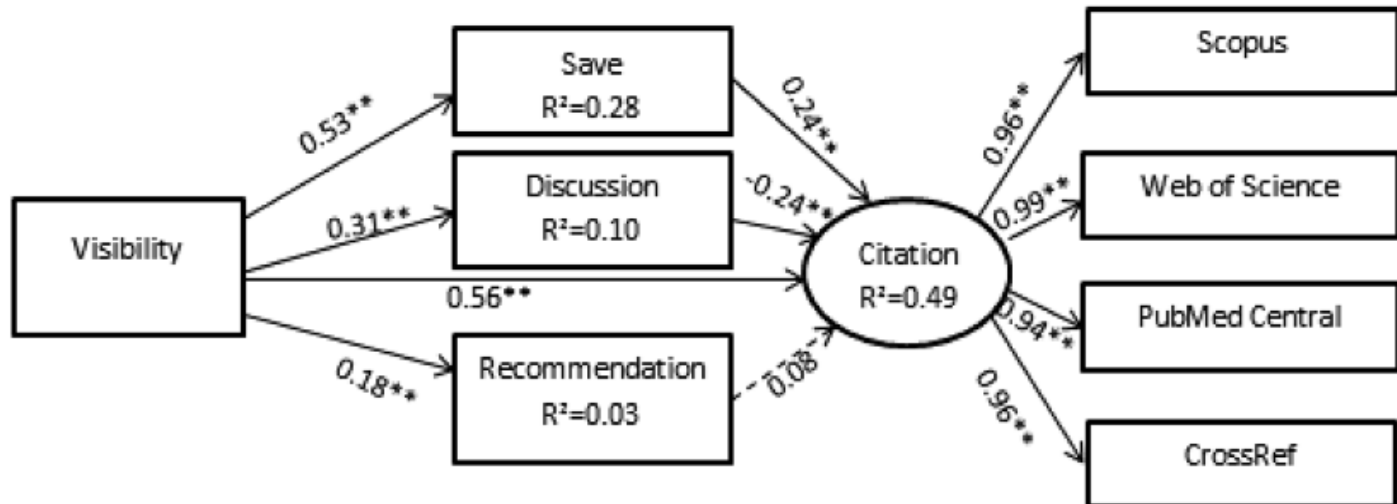 Visibility
0.53**
0.31**
0.56**
0.18**
Save
R²=0.28
Discussion
R²=0.10
Recommendation
R²=0.03
0.24**
-0.24**
0.08
Citation
R²=0.49
0.96**
0.99**
0.94**
0.96**
Scopus
Web of Science
PubMed Central
CrossRef